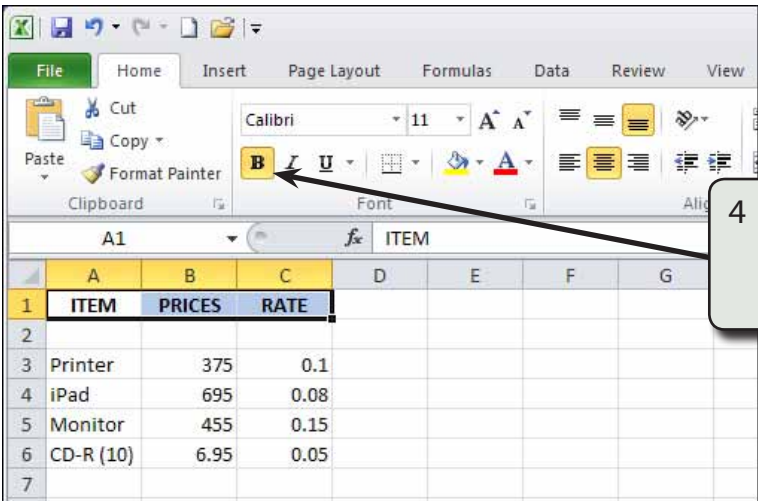 File Home Insert Page Layout Formulas Data Review View
Cut
Copy
Paste
Format Painter
Clipboard
Calibri 11 A A
B I U A
Font
Alig
4
A1 fx ITEM
A B C D E F G
1 ITEM PRICES RATE
2
3 Printer 375 0.1
4 iPad 695 0.08
5 Monitor 455 0.15
6 CD-R (10) 6.95 0.05
7